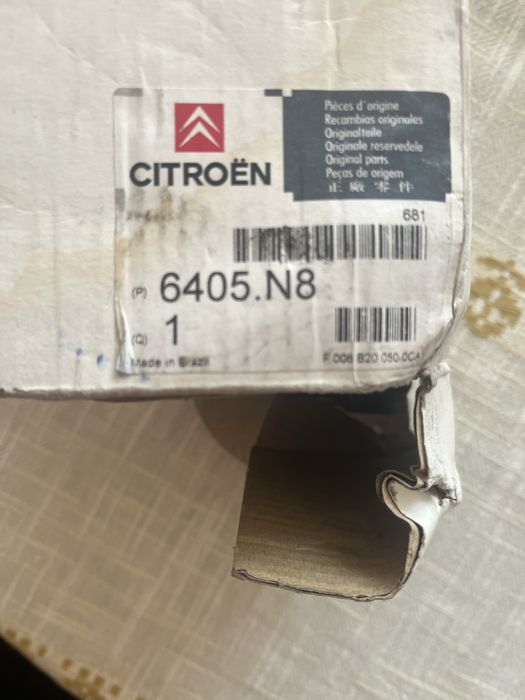 CITROËN
Pièces d'origine
Recambios originales
Originalteile
Originale reservedele
Original parts
Peças de origem
正廠零件
681
(P) 6405.N8
(Q) 1
Made in Brazil
F 006 B20 050-0CA